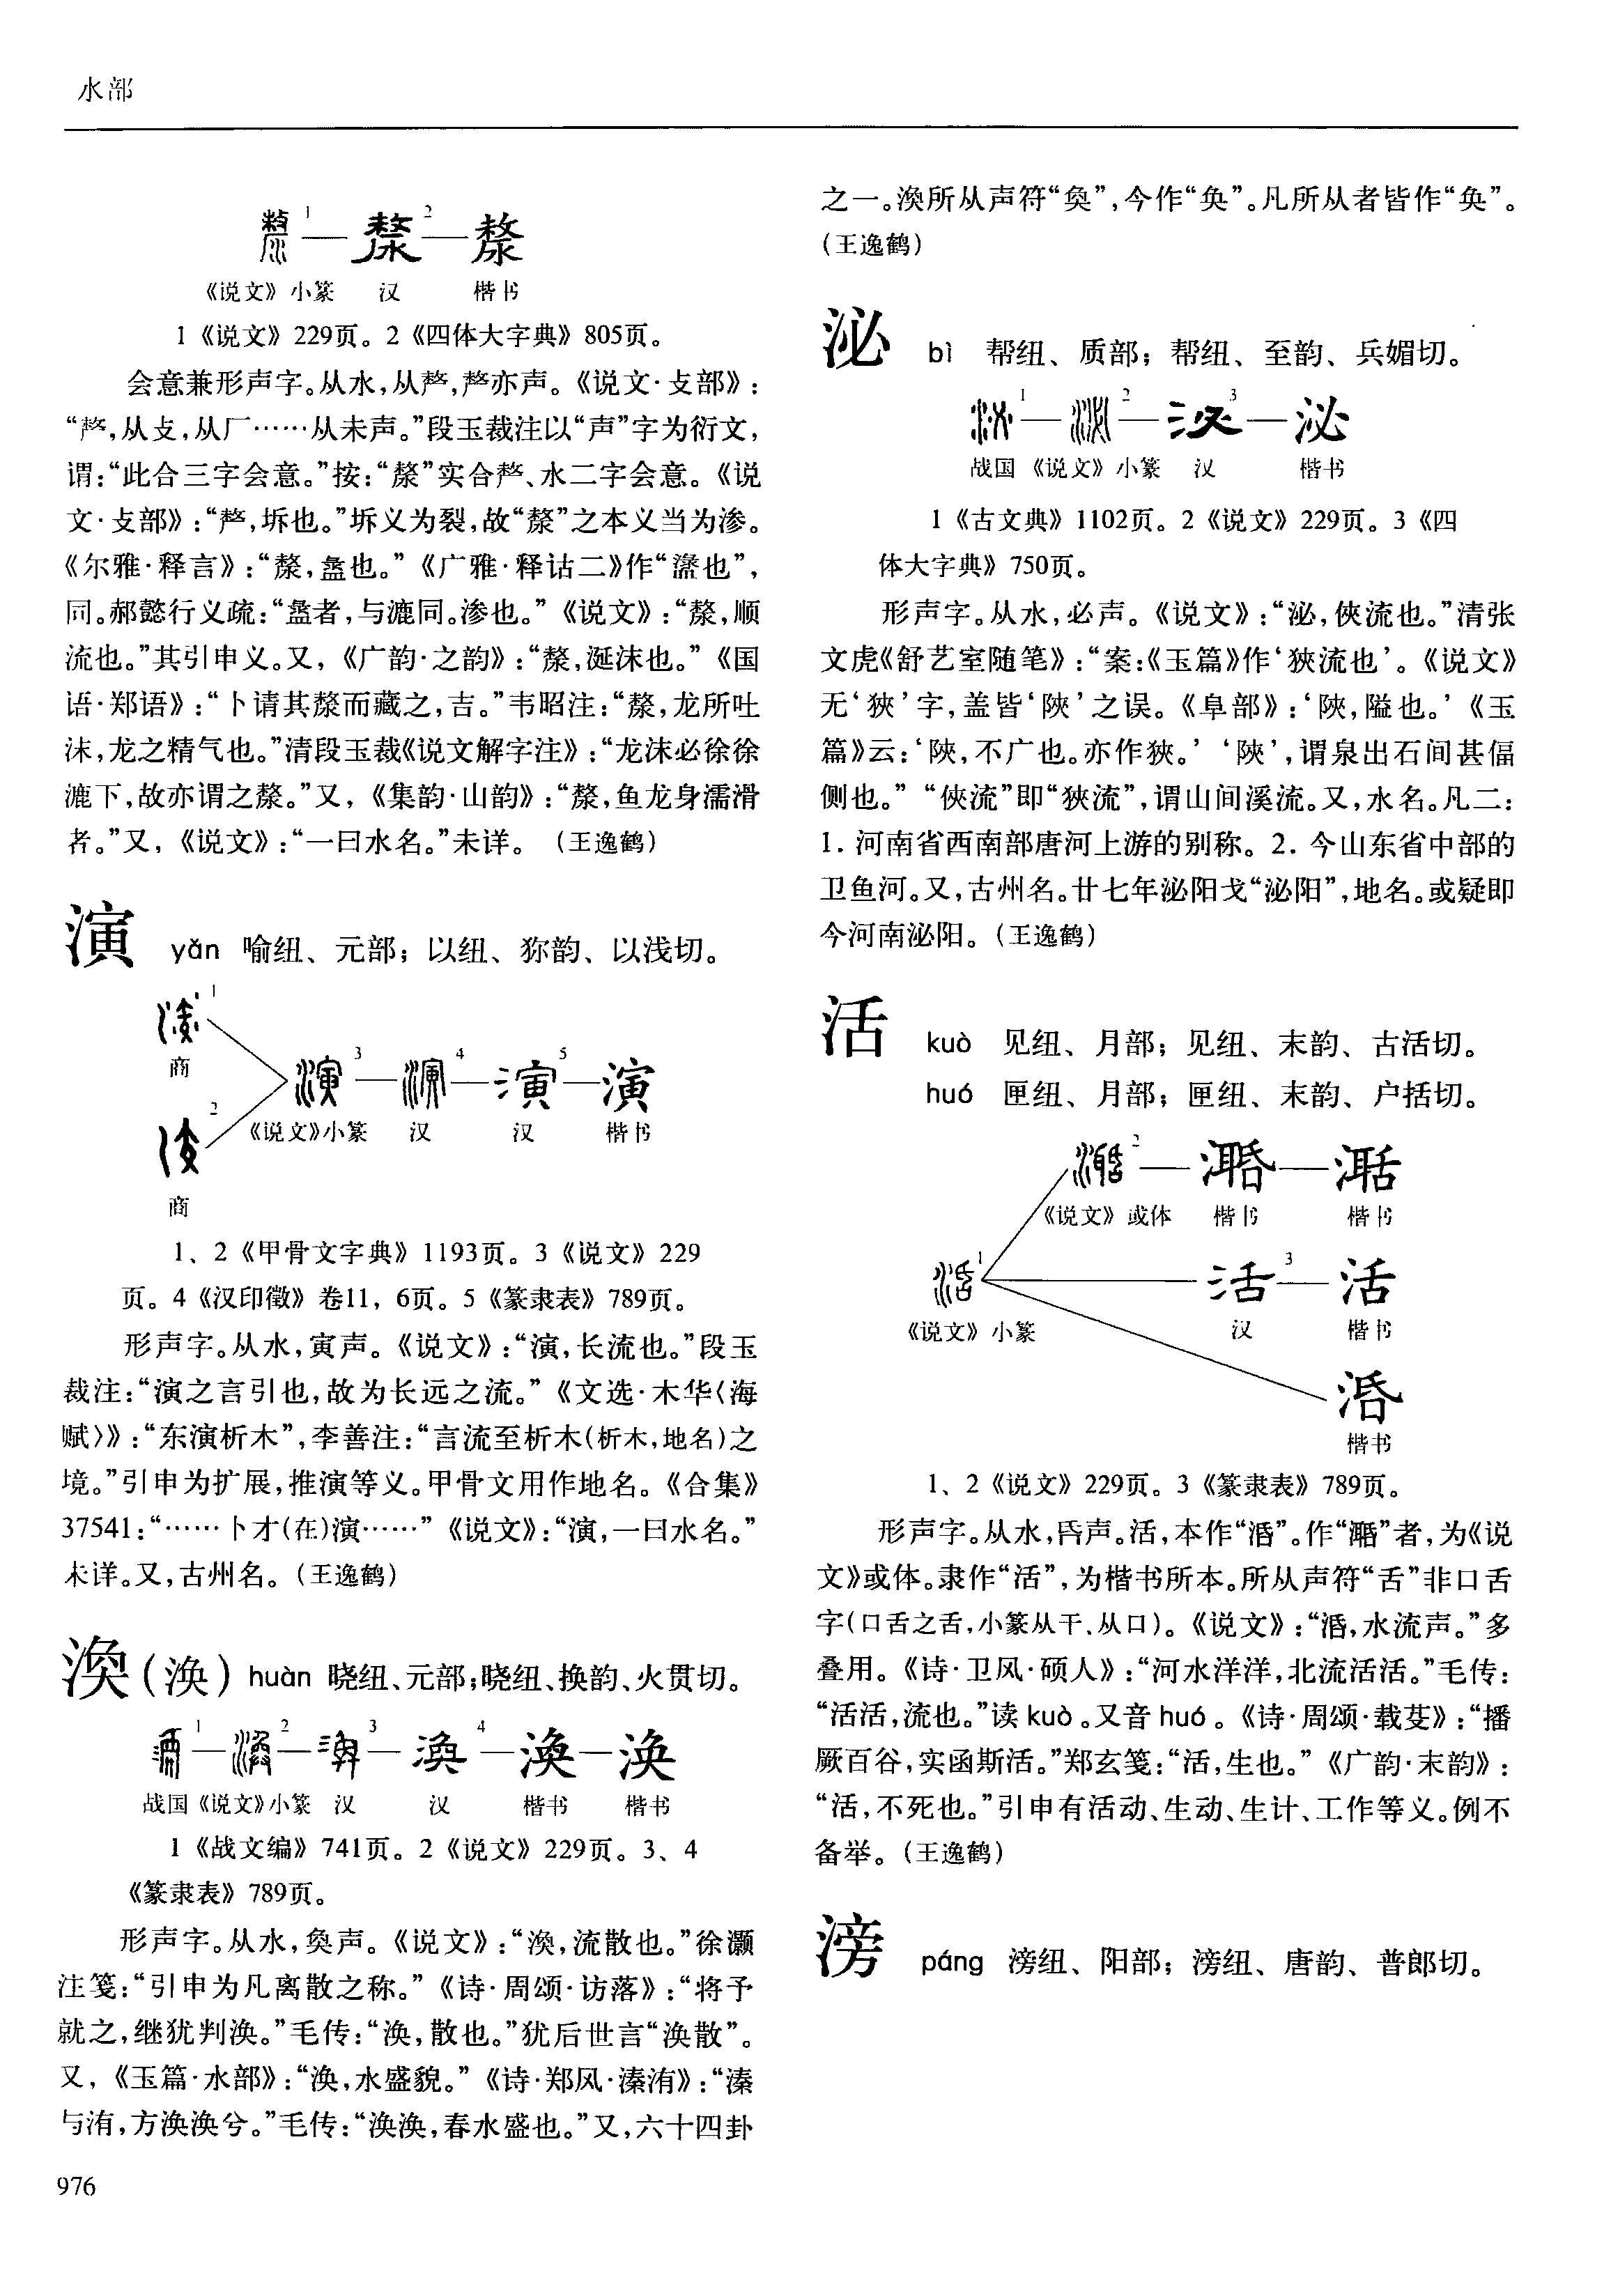 水部
漦 1 — 漦 2 — 漦
《说文》小篆 汉 楷书
1《说文》229页。2《四体大字典》805页。
会意兼形声字。从水,从𠩺,𠩺亦声。《说文·攴部》:
“𠩺,从攴,从厂……从未声。”段玉裁注以“声”字为衍文,
谓:“此合三字会意。”按:“漦”实合𠩺、水二字会意。《说
文·攴部》:“𠩺,坼也。”坼义为裂,故“漦”之本义当为渗。
《尔雅·释言》:“漦,盝也。”《广雅·释诂二》作“盪也”,
同。郝懿行义疏:“盝者,与漉同。渗也。”《说文》:“漦,顺
流也。”其引申义。又,《广韵·之韵》:“漦,涎沫也。”《国
语·郑语》:“卜请其漦而藏之,吉。”韦昭注:“漦,龙所吐
沫,龙之精气也。”清段玉裁《说文解字注》:“龙沫必徐徐
漉下,故亦谓之漦。”又,《集韵·山韵》:“漦,鱼龙身濡滑
者。”又,《说文》:“一曰水名。”未详。(王逸鹤)
演 yǎn 喻纽、元部;以纽、狝韵、以浅切。
1 商
2 商
3 — 4 — 演 5 — 演
《说文》小篆 汉 汉 楷书
1、2《甲骨文字典》1193页。3《说文》229
页。4《汉印徵》卷11,6页。5《篆隶表》789页。
形声字。从水,寅声。《说文》:“演,长流也。”段玉
裁注:“演之言引也,故为长远之流。”《文选·木华〈海
赋〉》:“东演析木”,李善注:“言流至析木(析木,地名)之
境。”引申为扩展,推演等义。甲骨文用作地名。《合集》
37541:“……卜才(在)演……”《说文》:“演,一曰水名。”
未详。又,古州名。(王逸鹤)
渙(涣)huàn 晓纽、元部;晓纽、换韵、火贯切。
1 — 2 — 3 — 渙 4 — 渙 — 涣
战国《说文》小篆 汉 汉 楷书 楷书
1《战文编》741页。2《说文》229页。3、4
《篆隶表》789页。
形声字。从水,奐声。《说文》:“渙,流散也。”徐灏
注笺:“引申为凡离散之称。”《诗·周颂·访落》:“将予
就之,继犹判涣。”毛传:“涣,散也。”犹后世言“涣散”。
又,《玉篇·水部》:“涣,水盛貌。”《诗·郑风·溱洧》:“溱
与洧,方涣涣兮。”毛传:“涣涣,春水盛也。”又,六十四卦
之一。渙所从声符“奐”,今作“奂”。凡所从者皆作“奂”。
(王逸鹤)
泌 bì 帮纽、质部;帮纽、至韵、兵媚切。
1 — 2 — 泌 3 — 泌
战国《说文》小篆 汉 楷书
1《古文典》1102页。2《说文》229页。3《四
体大字典》750页。
形声字。从水,必声。《说文》:“泌,俠流也。”清张
文虎《舒艺室随笔》:“案:《玉篇》作‘狹流也’。《说文》
无‘狹’字,盖皆‘陜’之误。《阜部》:‘陜,隘也。’《玉
篇》云:‘陜,不广也。亦作狹。’‘陜’,谓泉出石间甚偪
侧也。”“俠流”即“狹流”,谓山间溪流。又,水名。凡二:
1. 河南省西南部唐河上游的别称。2. 今山东省中部的
卫鱼河。又,古州名。廿七年泌阳戈“泌阳”,地名。或疑即
今河南泌阳。(王逸鹤)
活 kuò 见纽、月部;见纽、末韵、古活切。
huó 匣纽、月部;匣纽、末韵、户括切。
2 — 𤄃 — 㵧
《说文》或体 楷书 楷书
1 — 活 3 — 活
《说文》小篆 汉 楷书
湉
楷书
1、2《说文》229页。3《篆隶表》789页。
形声字。从水,𠯑声。活,本作“𣴠”。作“𤄃”者,为《说
文》或体。隶作“活”,为楷书所本。所从声符“舌”非口舌
字(口舌之舌,小篆从干、从口)。《说文》:“𣴠,水流声。”多
叠用。《诗·卫风·硕人》:“河水洋洋,北流活活。”毛传:
“活活,流也。”读kuò。又音huó。《诗·周颂·载芟》:“播
厥百谷,实函斯活。”郑玄笺:“活,生也。”《广韵·末韵》:
“活,不死也。”引申有活动、生动、生计、工作等义。例不
备举。(王逸鹤)
滂 páng 滂纽、阳部;滂纽、唐韵、普郎切。
976